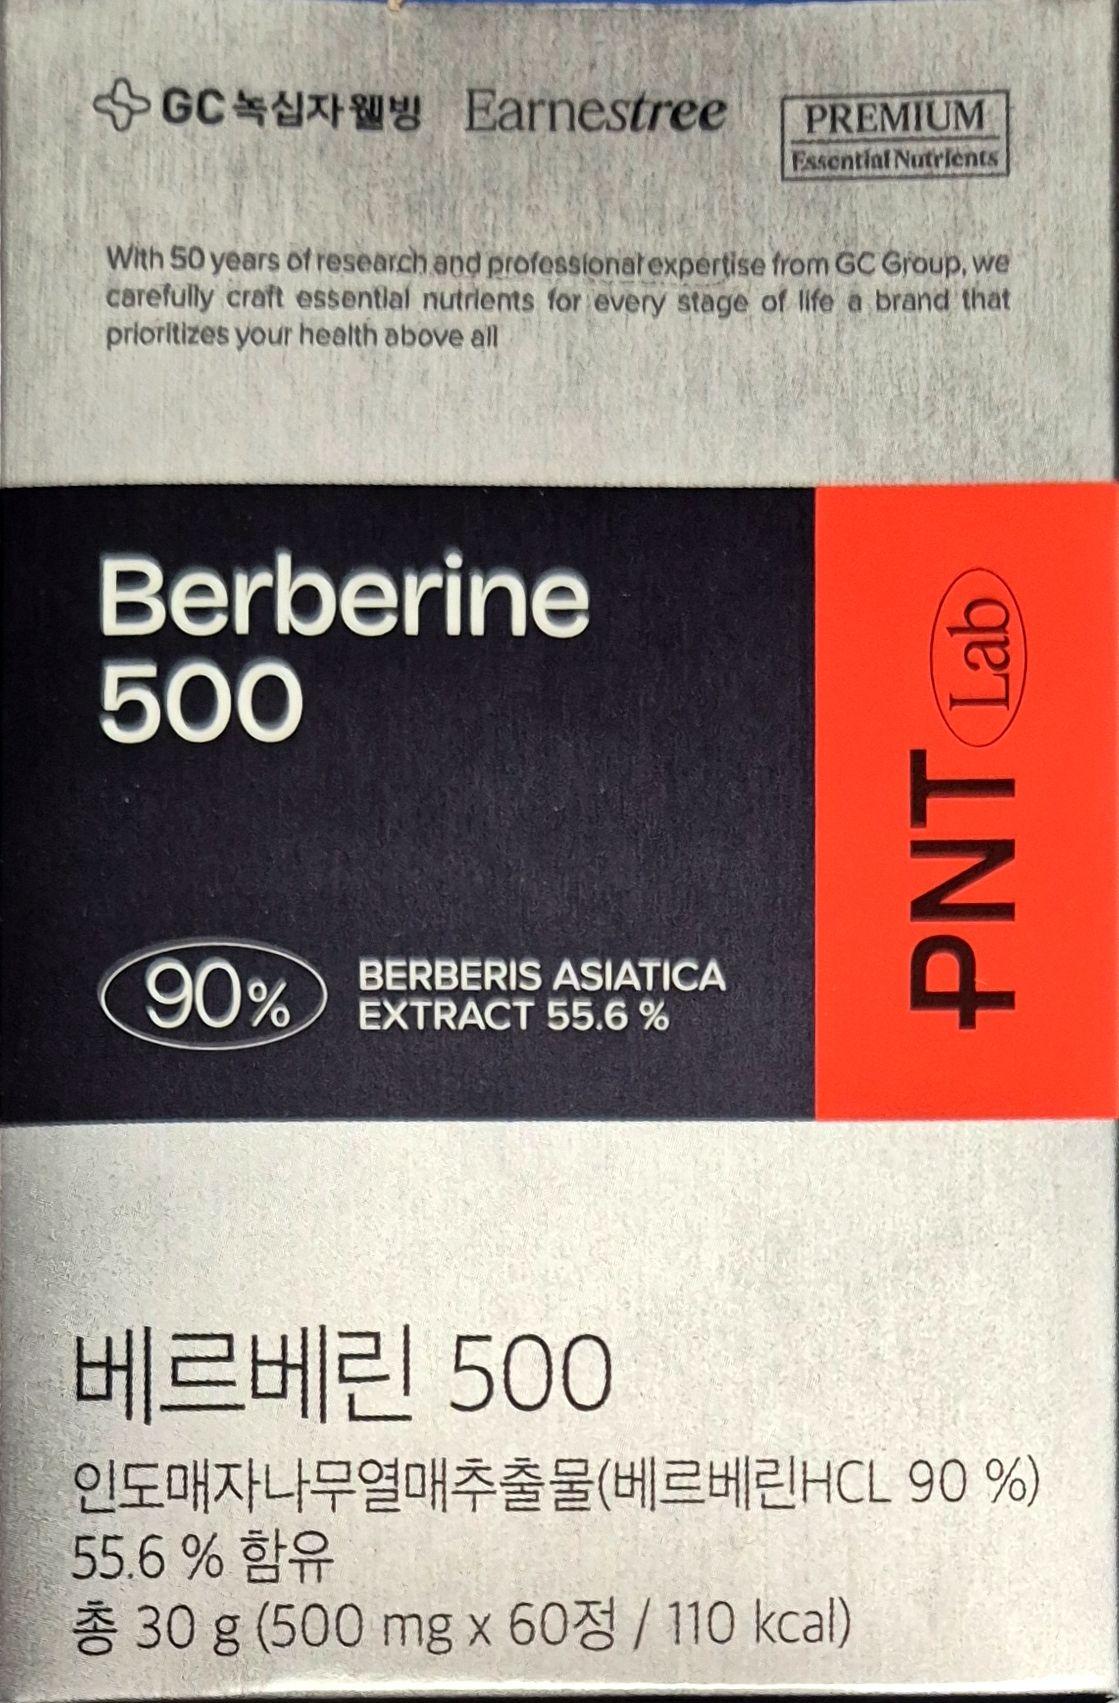 GC녹십자웰빙 Earnestree PREMIUM
Essential Nutrients
With 50 years of research and professional expertise from GC Group, we
carefully craft essential nutrients for every stage of life a brand that
prioritizes your health above all
Berberine
500
PNT Lab
90% BERBERIS ASIATICA
EXTRACT 55.6 %
베르베린 500
인도매자나무열매추출물(베르베린HCL 90 %)
55.6 % 함유
총 30 g (500 mg x 60정 / 110 kcal)